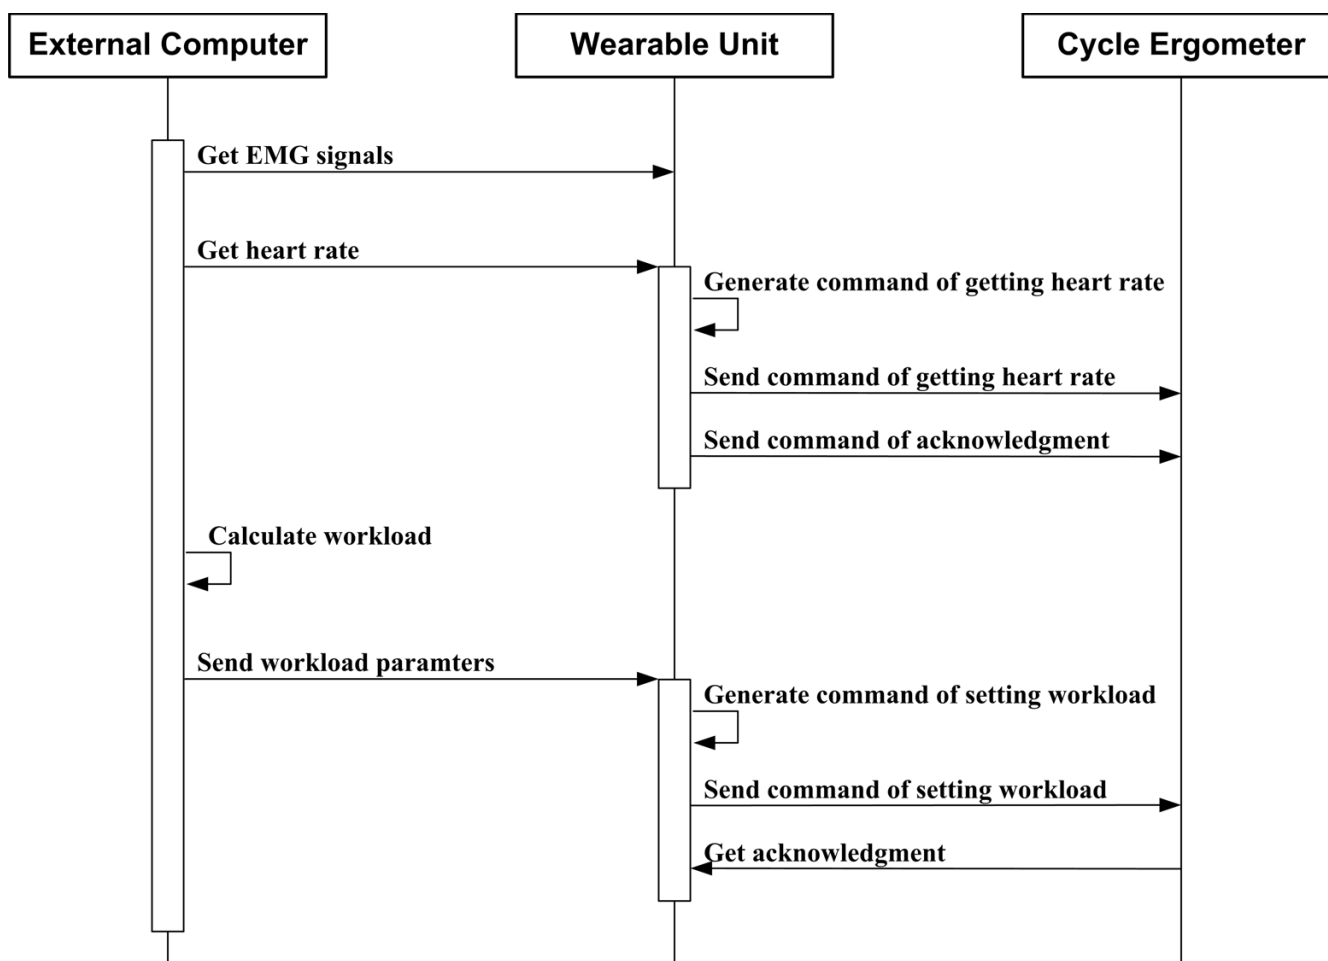 External Computer
Wearable Unit
Cycle Ergometer
Get EMG signals
Get heart rate
Generate command of getting heart rate
Send command of getting heart rate
Send command of acknowledgment
Calculate workload
Send workload paramters
Generate command of setting workload
Send command of setting workload
Get acknowledgment